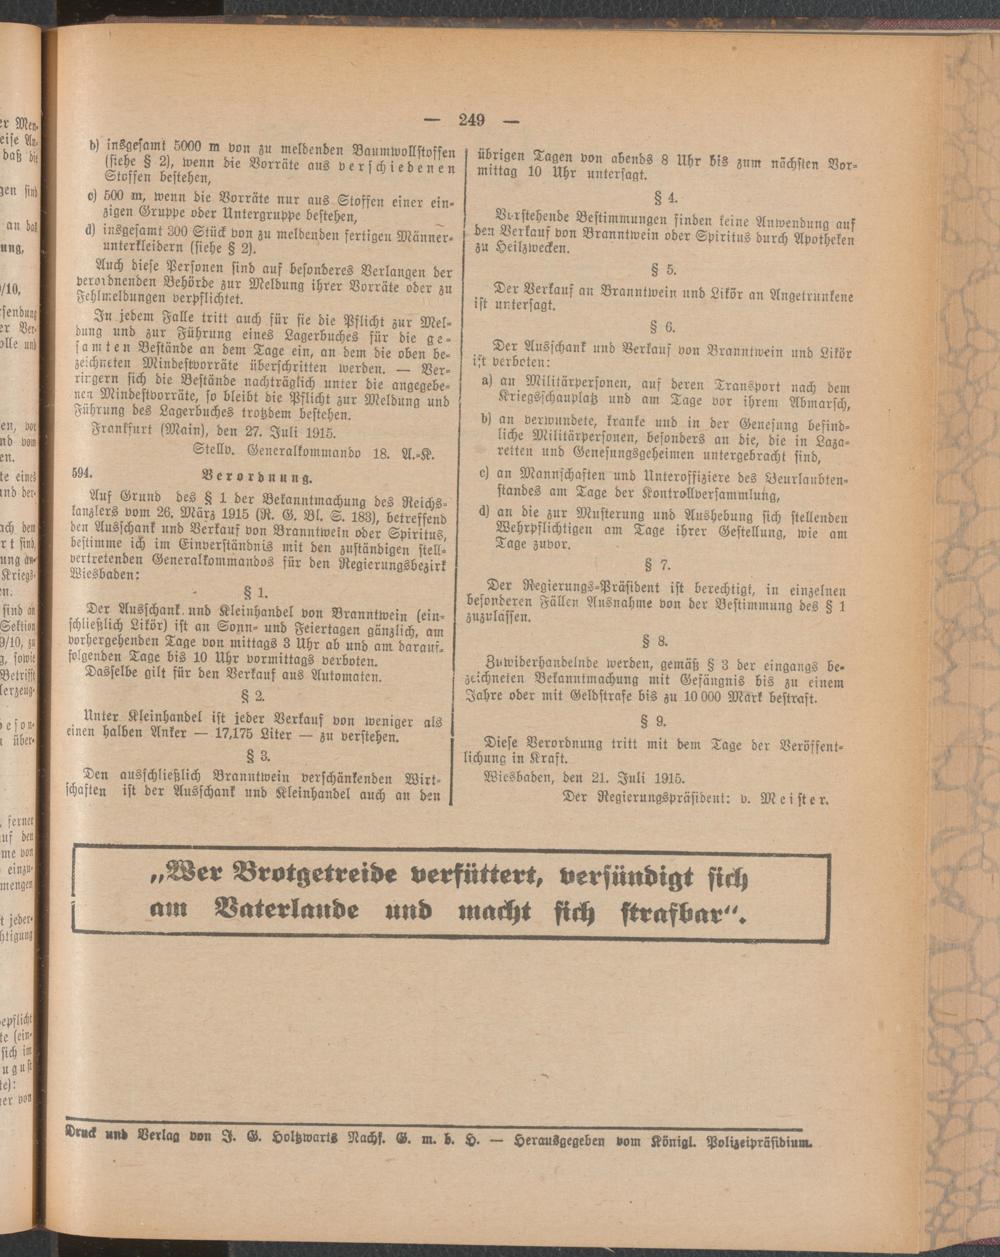 — 249 —
b) insgesamt 5000 m von zu meldenden Baumwollstoffen
(siehe § 2), wenn die Vorräte aus verschiedenen
Stoffen bestehen,
c) 500 m, wenn die Vorräte nur aus Stoffen einer ein-
zigen Gruppe oder Untergruppe bestehen,
d) insgesamt 300 Stück von zu meldenden fertigen Männer-
unterkleidern (siehe § 2).
Auch diese Personen sind auf besonderes Verlangen der
verordnenden Behörde zur Meldung ihrer Vorräte oder zu
Fehlmeldungen verpflichtet.
In jedem Falle tritt auch für sie die Pflicht zur Mel-
dung und zur Führung eines Lagerbuches für die ge-
samten Bestände an dem Tage ein, an dem die oben be-
zeichneten Mindestvorräte überschritten werden. — Ver-
ringern sich die Bestände nachträglich unter die angegebe-
nen Mindestvorräte, so bleibt die Pflicht zur Meldung und
Führung des Lagerbuches trotzdem bestehen.
Frankfurt (Main), den 27. Juli 1915.
Stellv. Generalkommando 18. A.-K.
594. Verordnung.
Auf Grund des § 1 der Bekanntmachung des Reichs-
kanzlers vom 26. März 1915 (R. G. Bl. S. 183), betreffend
den Ausschank und Verkauf von Branntwein oder Spiritus,
bestimme ich im Einverständnis mit den zuständigen stell-
vertretenden Generalkommandos für den Regierungsbezirk
Wiesbaden:
§ 1.
Der Ausschank und Kleinhandel von Branntwein (ein-
schließlich Likör) ist an Sonn- und Feiertagen gänzlich, am
vorhergehenden Tage von mittags 3 Uhr ab und am darauf-
folgenden Tage bis 10 Uhr vormittags verboten.
Dasselbe gilt für den Verkauf aus Automaten.
§ 2.
Unter Kleinhandel ist jeder Verkauf von weniger als
einen halben Anker — 17,175 Liter — zu verstehen.
§ 3.
Den ausschließlich Branntwein verschänkenden Wirt-
schaften ist der Ausschank und Kleinhandel auch an den
übrigen Tagen von abends 8 Uhr bis zum nächsten Vor-
mittag 10 Uhr untersagt.
§ 4.
Vorstehende Bestimmungen finden keine Anwendung auf
den Verkauf von Branntwein oder Spiritus durch Apotheken
zu Heilzwecken.
§ 5.
Der Verkauf an Branntwein und Likör an Angetrunkene
ist untersagt.
§ 6.
Der Ausschank und Verkauf von Branntwein und Likör
ist verboten:
a) an Militärpersonen, auf deren Transport nach dem
Kriegsschauplatz und am Tage vor ihrem Abmarsch,
b) an verwundete, kranke und in der Genesung befind-
liche Militärpersonen, besonders an die, die in Laza-
retten und Genesungsgeheimen untergebracht sind,
c) an Mannschaften und Unteroffiziere des Beurlaubten-
standes am Tage der Kontrollversammlung,
d) an die zur Musterung und Aushebung sich stellenden
Wehrpflichtigen am Tage ihrer Gestellung, wie am
Tage zuvor.
§ 7.
Der Regierungs-Präsident ist berechtigt, in einzelnen
besonderen Fällen Ausnahme von der Bestimmung des § 1
zuzulassen.
§ 8.
Zuwiderhandelnde werden, gemäß § 3 der eingangs be-
zeichneten Bekanntmachung mit Gefängnis bis zu einem
Jahre oder mit Geldstrafe bis zu 10 000 Mark bestraft.
§ 9.
Diese Verordnung tritt mit dem Tage der Veröffent-
lichung in Kraft.
Wiesbaden, den 21. Juli 1915.
Der Regierungspräsident: v. Meister.
„Wer Brotgetreide verfüttert, versündigt sich
am Vaterlande und macht sich strafbar“.
Druck und Verlag von J. G. Holtzwarts Nachf. G. m. b. H. — Herausgegeben vom Königl. Polizeipräsidium.